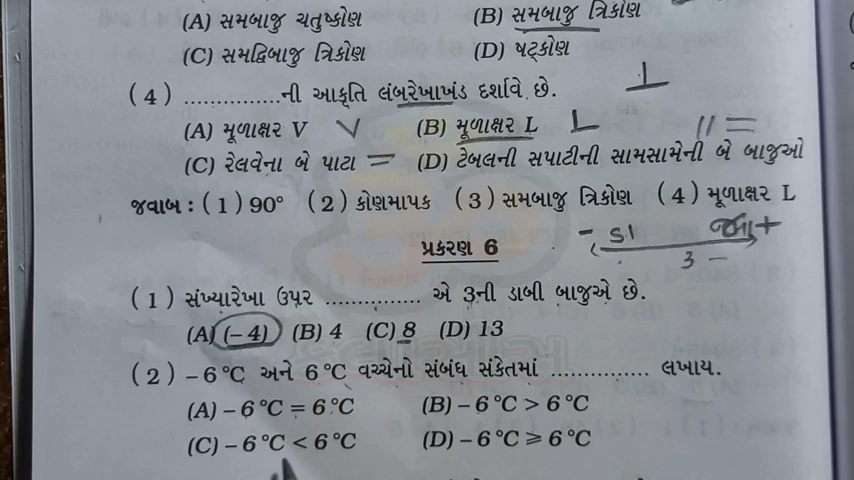 (A) સમબાજુ ચતુષ્કોણ (B) સમબાજુ ત્રિકોણ
(C) સમદ્વિબાજુ ત્રિકોણ (D) ષટ્કોણ
(4) ..............ની આકૃતિ લંબરેખાખંડ દર્શાવે છે.
(A) મૂળાક્ષર V V (B) મૂળાક્ષર L L
(C) રેલવેના બે પાટા = (D) ટેબલની સપાટીની સામસામેની બે બાજુઓ
જવાબ : (1) 90° (2) કોણમાપક (3) સમબાજુ ત્રિકોણ (4) મૂળાક્ષર L
- ડા જમા +
પ્રકરણ 6
3 -
(1) સંખ્યારેખા ઉપર .............. એ 3ની ડાબી બાજુએ છે.
(A) (– 4) (B) 4 (C) 8 (D) 13
(2) – 6 °C અને 6 °C વચ્ચેનો સંબંધ સંકેતમાં .............. લખાય.
(A) – 6 °C = 6 °C (B) – 6 °C > 6 °C
(C) – 6 °C < 6 °C (D) – 6 °C ⩾ 6 °C